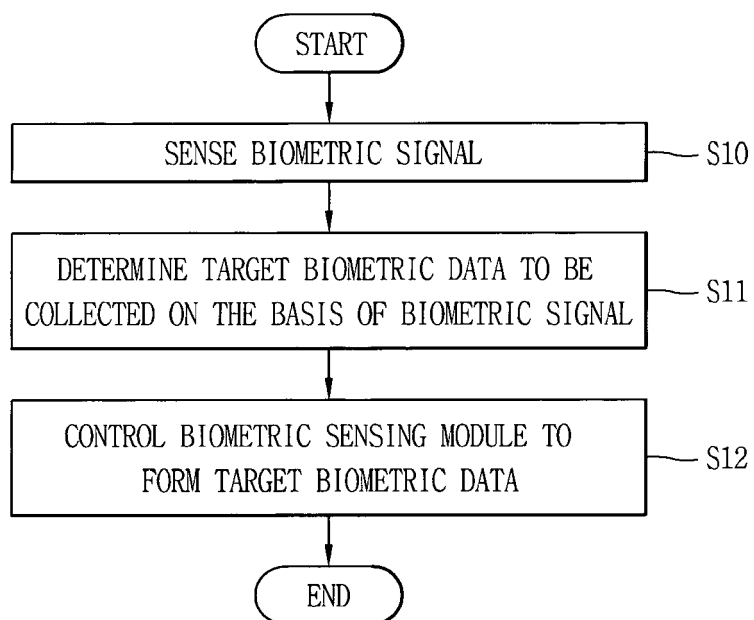 START
SENSE BIOMETRIC SIGNAL
S10
DETERMINE TARGET BIOMETRIC DATA TO BE
COLLECTED ON THE BASIS OF BIOMETRIC SIGNAL
S11
CONTROL BIOMETRIC SENSING MODULE TO
FORM TARGET BIOMETRIC DATA
S12
END